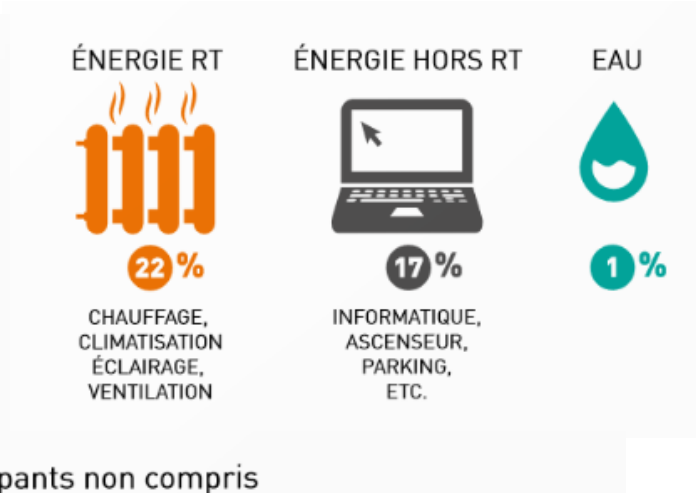 ÉNERGIE RT ÉNERGIE HORS RT EAU
22 % 17 % 1 %
CHAUFFAGE,
CLIMATISATION
ÉCLAIRAGE,
VENTILATION
INFORMATIQUE,
ASCENSEUR,
PARKING,
ETC.
pants non compris